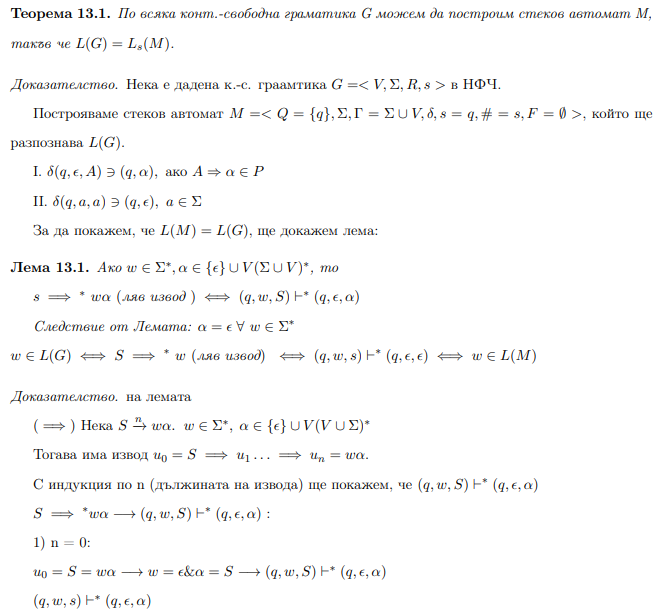 Теорема 13.1. По всяка конт.-свободна граматика G можем да построим стеков автомат M,
такъв че L(G) = Lₛ(M).
Доказателство. Нека е дадена к.-с. граамтика G =< V, Σ, R, s > в НФЧ.
Построяваме стеков автомат M =< Q = {q}, Σ, Γ = Σ ∪ V, δ, s = q, # = s, F = ∅ >, който ще
разпознава L(G).
I. δ(q, ϵ, A) ∋ (q, α), ако A ⇒ α ∈ P
II. δ(q, a, a) ∋ (q, ϵ), a ∈ Σ
За да покажем, че L(M) = L(G), ще докажем лема:
Лема 13.1. Ако w ∈ Σ*, α ∈ {ϵ} ∪ V(Σ ∪ V)*, то
s ⟹ * wα (ляв извод ) ⟺ (q, w, S) ⊢* (q, ϵ, α)
Следствие от Лемата: α = ϵ ∀ w ∈ Σ*
w ∈ L(G) ⟺ S ⟹ * w (ляв извод) ⟺ (q, w, s) ⊢* (q, ϵ, ϵ) ⟺ w ∈ L(M)
Доказателство. на лемата
( ⟹ ) Нека S →ⁿ wα. w ∈ Σ*, α ∈ {ϵ} ∪ V(V ∪ Σ)*
Тогава има извод u₀ = S ⟹ u₁ . . . ⟹ uₙ = wα.
С индукция по n (дължината на извода) ще покажем, че (q, w, S) ⊢* (q, ϵ, α)
S ⟹ *wα ⟶ (q, w, S) ⊢* (q, ϵ, α) :
1) n = 0:
u₀ = S = wα ⟶ w = ϵ&α = S ⟶ (q, w, S) ⊢* (q, ϵ, α)
(q, w, s) ⊢* (q, ϵ, α)